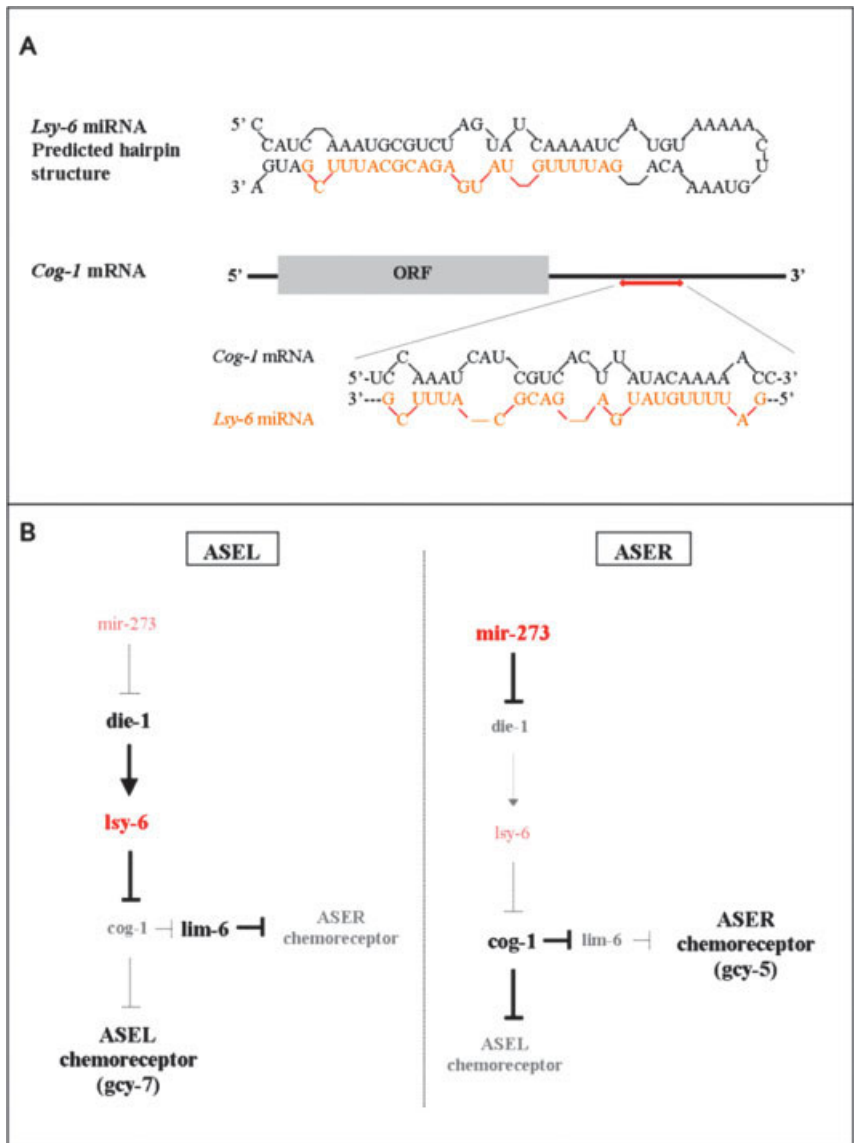 A
Lsy-6 miRNA
Predicted hairpin
structure
5’ C AG U A AAAAA
CAUC AAAUGCGUCU UAUCAAAAUC UGU C
GUAG UUUACGCAGA AU GUUUUAG ACA U
3’ A C GU AAAUG
Cog-1 mRNA
5’
ORF
3’
Cog-1 mRNA
C CAU AC U A
5’-UC AAAU CGUC U AUACAAAA CC-3’
3’---G UUUA GCAG A UAUGUUUU G--5’
Lsy-6 miRNA
C C G A
B
ASEL
ASER
mir-273
die-1
lsy-6
cog-1
lim-6
ASER
chemoreceptor
ASEL
chemoreceptor
(gcy-7)
mir-273
die-1
lsy-6
cog-1
lim-6
ASER
chemoreceptor
(gcy-5)
ASEL
chemoreceptor